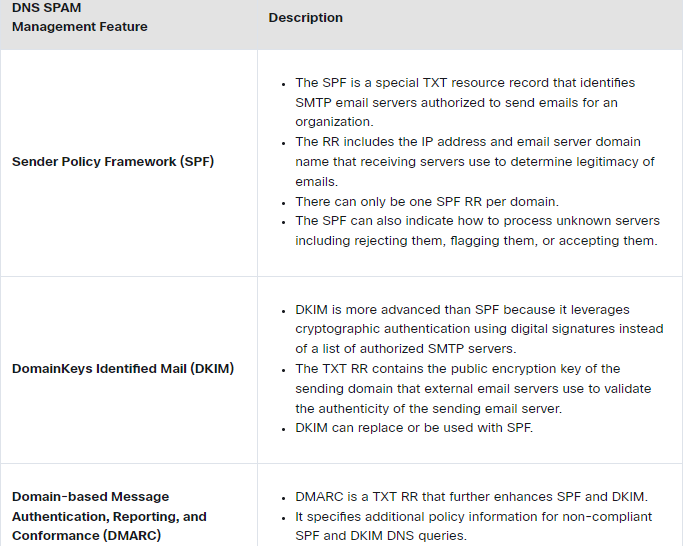 DNS SPAM
Management Feature
Description
Sender Policy Framework (SPF)
• The SPF is a special TXT resource record that identifies
SMTP email servers authorized to send emails for an
organization.
• The RR includes the IP address and email server domain
name that receiving servers use to determine legitimacy of
emails.
• There can only be one SPF RR per domain.
• The SPF can also indicate how to process unknown servers
including rejecting them, flagging them, or accepting them.
DomainKeys Identified Mail (DKIM)
• DKIM is more advanced than SPF because it leverages
cryptographic authentication using digital signatures instead
of a list of authorized SMTP servers.
• The TXT RR contains the public encryption key of the
sending domain that external email servers use to validate
the authenticity of the sending email server.
• DKIM can replace or be used with SPF.
Domain-based Message
Authentication, Reporting, and
Conformance (DMARC)
• DMARC is a TXT RR that further enhances SPF and DKIM.
• It specifies additional policy information for non-compliant
SPF and DKIM DNS queries.